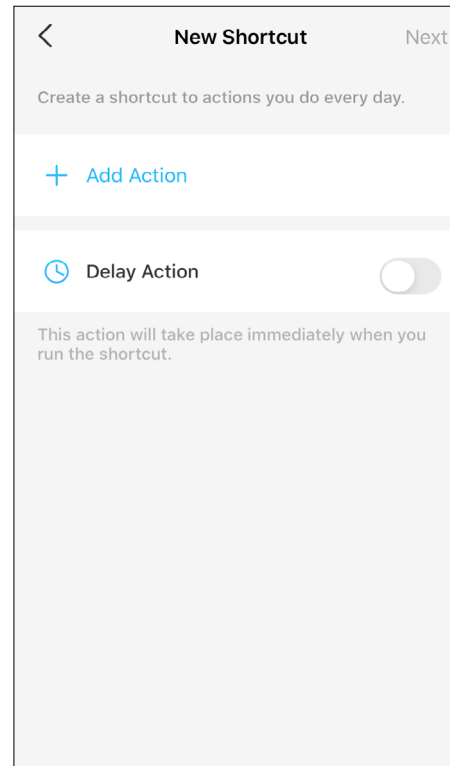 New Shortcut Next
Create a shortcut to actions you do every day.
Add Action
Delay Action
This action will take place immediately when you
run the shortcut.